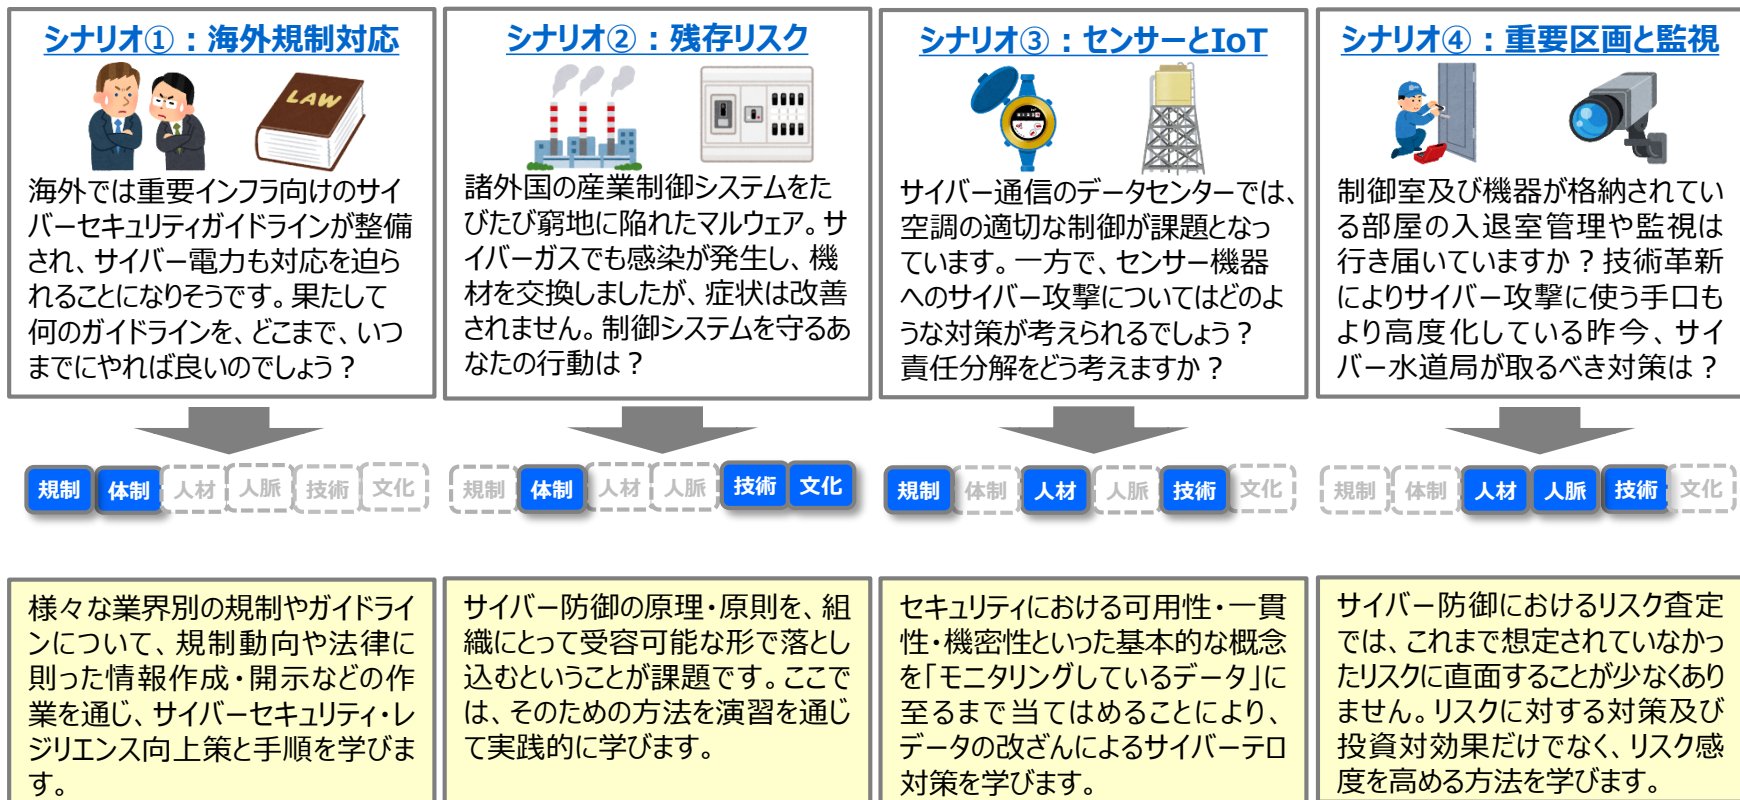 シナリオ①：海外規制対応
LAW
海外では重要インフラ向けのサイ
バーセキュリティガイドラインが整備
され、サイバー電力も対応を迫ら
れることになりそうです。果たして
何のガイドラインを、どこまで、いつ
までにやれば良いのでしょう？
規制 体制 人材 人脈 技術 文化
様々な業界別の規制やガイドライ
ンについて、規制動向や法律に
則った情報作成・開示などの作
業を通じ、サイバーセキュリティ・レ
ジリエンス向上策と手順を学びま
す。
シナリオ②：残存リスク
諸外国の産業制御システムをた
びたび窮地に陥れたマルウェア。サ
イバーガスでも感染が発生し、機
材を交換しましたが、症状は改善
されません。制御システムを守るあ
なたの行動は？
規制 体制 人材 人脈 技術 文化
サイバー防御の原理・原則を、組
織にとって受容可能な形で落とし
込むということが課題です。ここで
は、そのための方法を演習を通じ
て実践的に学びます。
シナリオ③：センサーとIoT
サイバー通信のデータセンターでは、
空調の適切な制御が課題となっ
ています。一方で、センサー機器
へのサイバー攻撃についてはどのよ
うな対策が考えられるでしょう？
責任分解をどう考えますか？
規制 体制 人材 人脈 技術 文化
セキュリティにおける可用性・一貫
性・機密性といった基本的な概念
を「モニタリングしているデータ」に
至るまで当てはめることにより、
データの改ざんによるサイバーテロ
対策を学びます。
シナリオ④：重要区画と監視
制御室及び機器が格納されてい
る部屋の入退室管理や監視は
行き届いていますか？技術革新
によりサイバー攻撃に使う手口も
より高度化している昨今、サイ
バー水道局が取るべき対策は？
規制 体制 人材 人脈 技術 文化
サイバー防御におけるリスク査定
では、これまで想定されていなかっ
たリスクに直面することが少なくあり
ません。リスクに対する対策及び
投資対効果だけでなく、リスク感
度を高める方法を学びます。